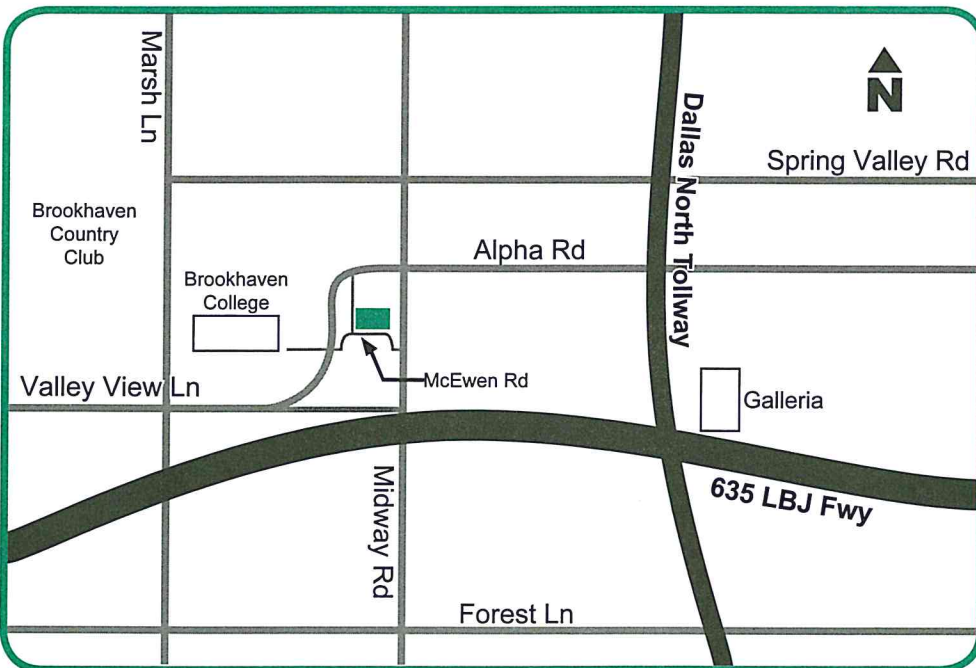 Marsh Ln
N
Dallas North Tollway
Spring Valley Rd
Brookhaven
Country
Club
Alpha Rd
Brookhaven
College
Valley View Ln
McEwen Rd
Galleria
635 LBJ Fwy
Midway Rd
Forest Ln